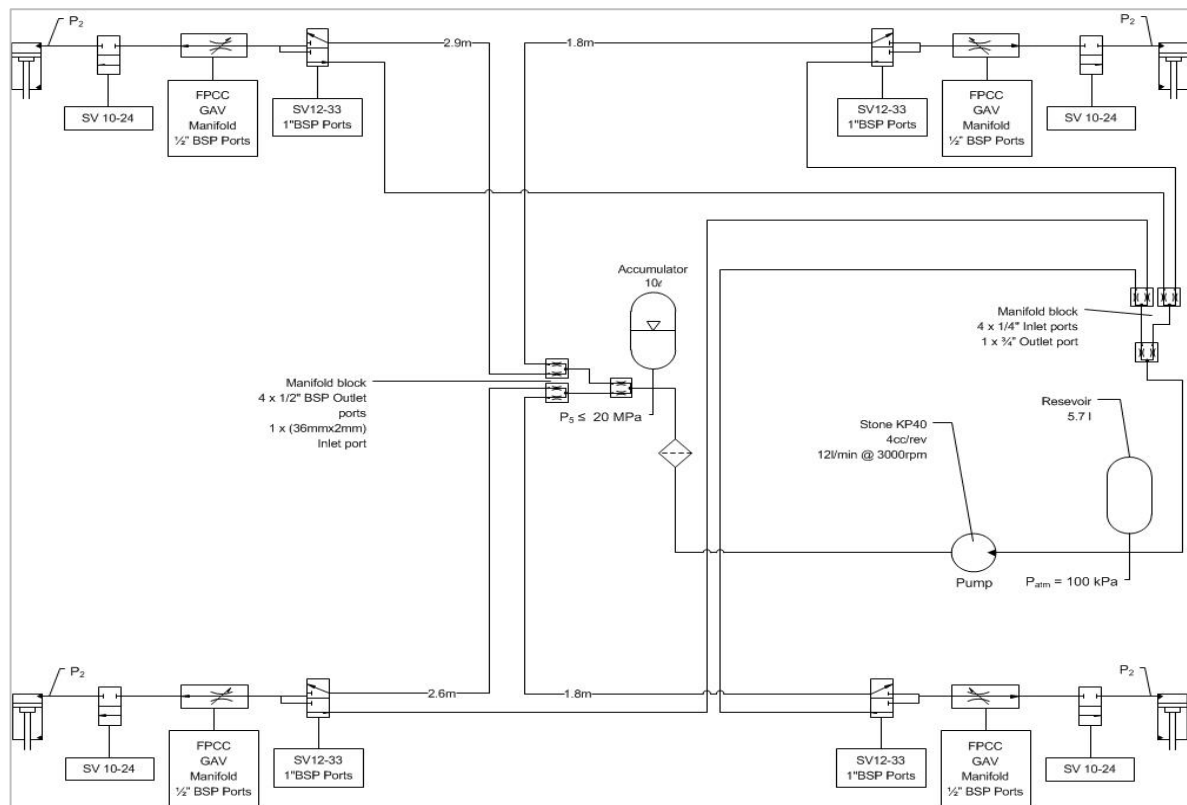 P2
2.9m
1.8m
P2
SV 10-24
FPCC
GAV
Manifold
½" BSP Ports
SV12-33
1"BSP Ports
SV12-33
1"BSP Ports
FPCC
GAV
Manifold
½" BSP Ports
SV 10-24
Accumulator
10ℓ
Manifold block
4 x 1/4" Inlet ports
1 x ¾" Outlet port
Manifold block
4 x 1/2" BSP Outlet
ports
1 x (36mmx2mm)
Inlet port
P5 ≤ 20 MPa
Stone KP40
4cc/rev
12l/min @ 3000rpm
Resevoir
5.7 l
Pump
Patm = 100 kPa
P2
2.6m
1.8m
P2
SV 10-24
FPCC
GAV
Manifold
½" BSP Ports
SV12-33
1"BSP Ports
SV12-33
1"BSP Ports
FPCC
GAV
Manifold
½" BSP Ports
SV 10-24